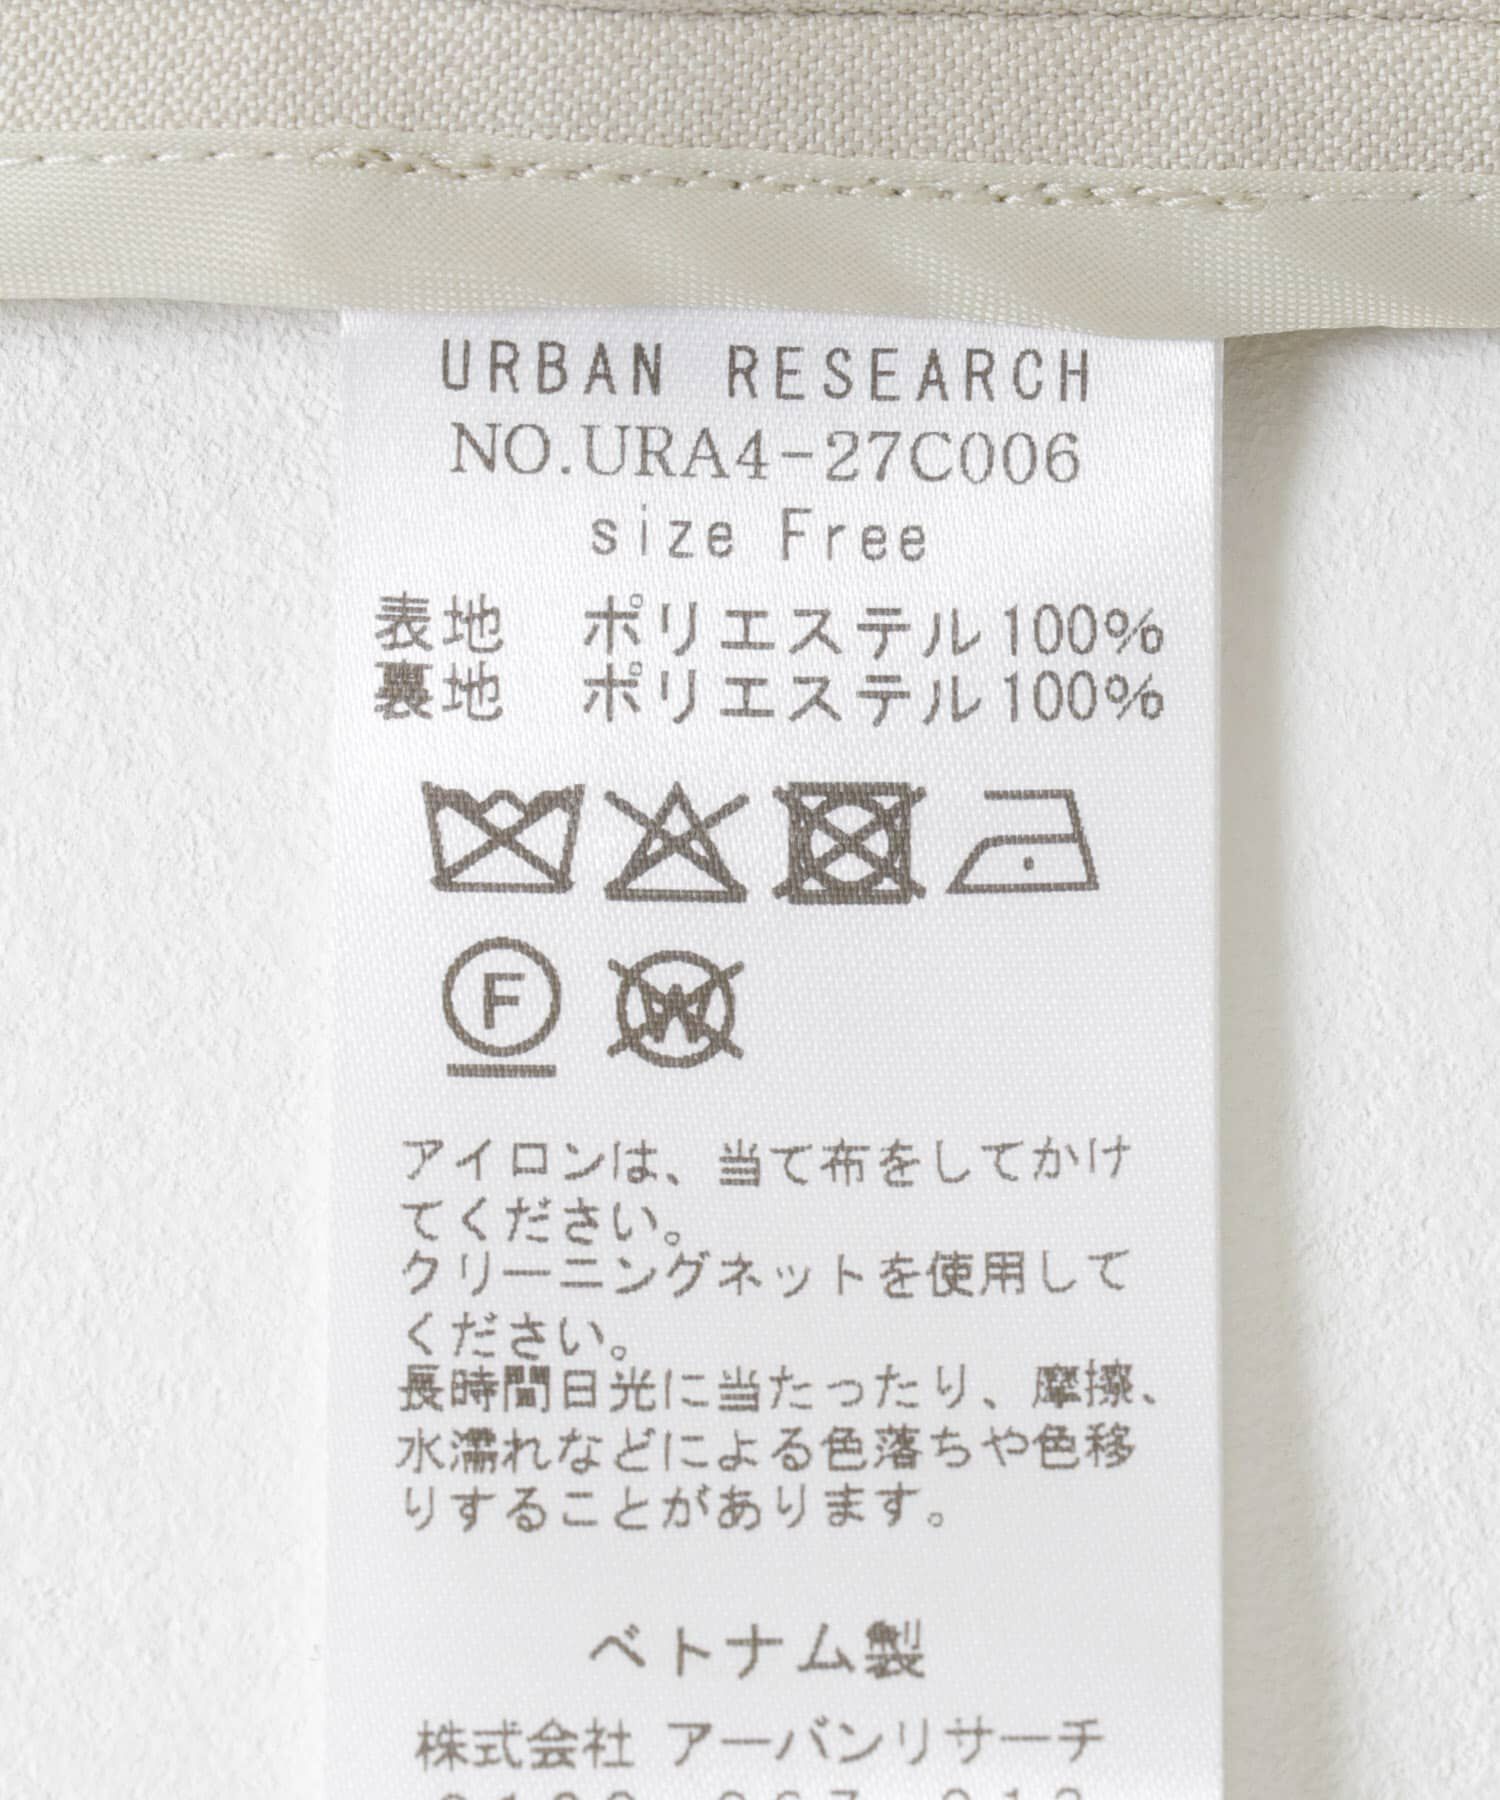 URBAN RESEARCH
NO.URA4-27C006
size Free
表地 ポリエステル100%
裏地 ポリエステル100%
F
W
アイロンは、当て布をしてかけ
てください。
クリーニングネットを使用して
ください。
長時間日光に当たったり、摩擦、
水濡れなどによる色落ちや色移
りすることがあります。
ベトナム製
株式会社 アーバンリサーチ